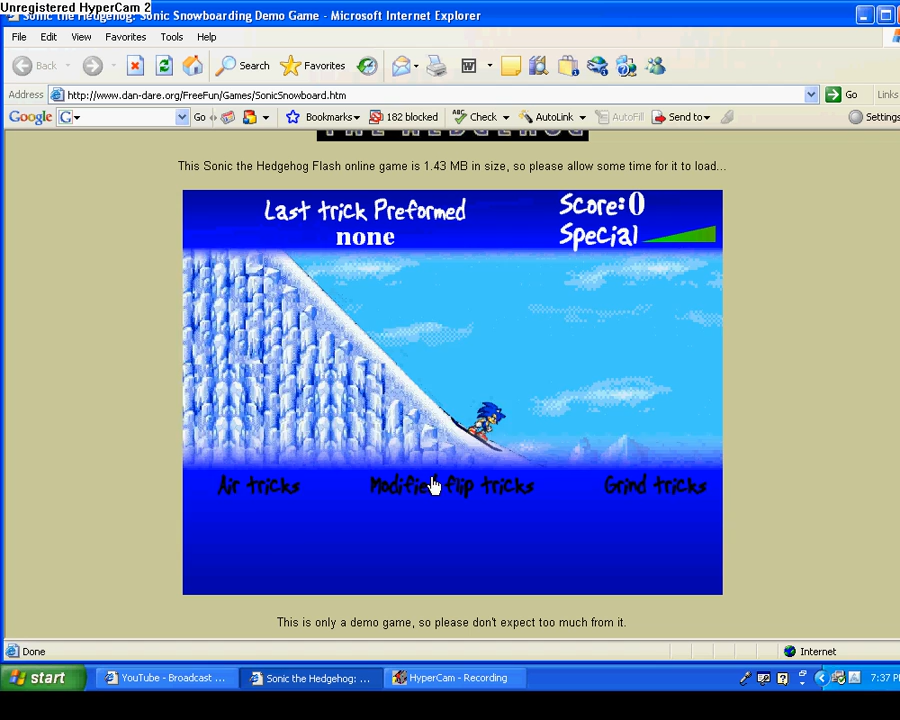 Unregistered HyperCam 2
Sonic the Hedgehog: Sonic Snowboarding Demo Game - Microsoft Internet Explorer
File Edit View Favorites Tools Help
Back Search Favorites
Address http://www.dan-dare.org/FreeFun/Games/SonicSnowboard.htm Go Links
Google G Go Bookmarks 182 blocked ABC Check AutoLink AutoFill Send to Settings
THE HEDGEHOG
This Sonic the Hedgehog Flash online game is 1.43 MB in size, so please allow some time for it to load...
Last trick Preformed
none
Score: 0
Special
Air tricks Modified flip tricks Grind tricks
This is only a demo game, so please don't expect too much from it.
Done Internet
start YouTube - Broadcast ... Sonic the Hedgehog: ... HyperCam - Recording 7:37 P